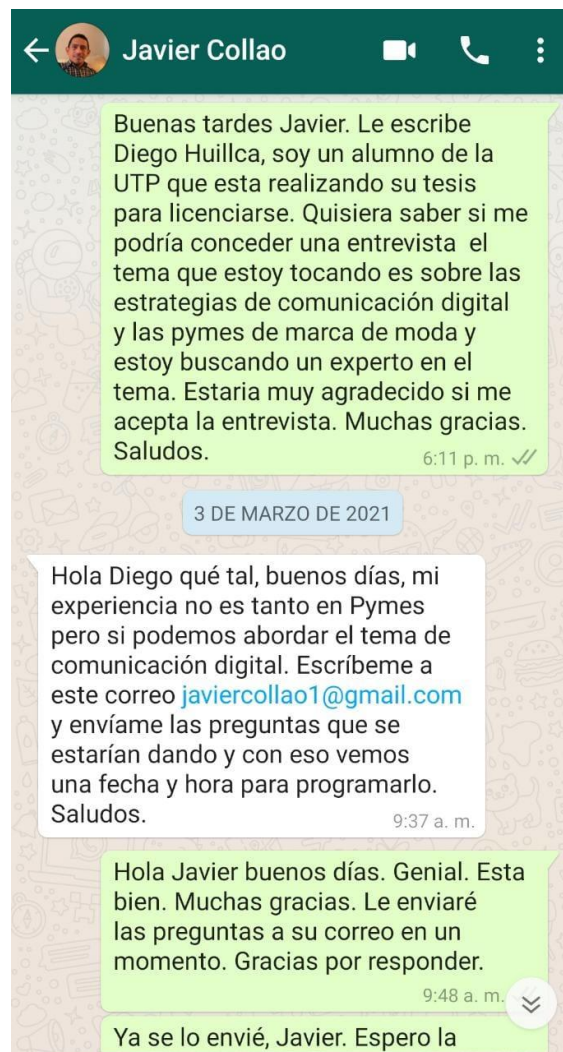 Javier Collao
Buenas tardes Javier. Le escribe
Diego Huillca, soy un alumno de la
UTP que esta realizando su tesis
para licenciarse. Quisiera saber si me
podría conceder una entrevista  el
tema que estoy tocando es sobre las
estrategias de comunicación digital
y las pymes de marca de moda y
estoy buscando un experto en el
tema. Estaria muy agradecido si me
acepta la entrevista. Muchas gracias.
Saludos.
6:11 p. m.
3 DE MARZO DE 2021
Hola Diego qué tal, buenos días, mi
experiencia no es tanto en Pymes
pero si podemos abordar el tema de
comunicación digital. Escríbeme a
este correo javiercollao1@gmail.com
y envíame las preguntas que se
estarían dando y con eso vemos
una fecha y hora para programarlo.
Saludos.
9:37 a. m.
Hola Javier buenos días. Genial. Esta
bien. Muchas gracias. Le enviaré
las preguntas a su correo en un
momento. Gracias por responder.
9:48 a. m.
Ya se lo envié, Javier. Espero la